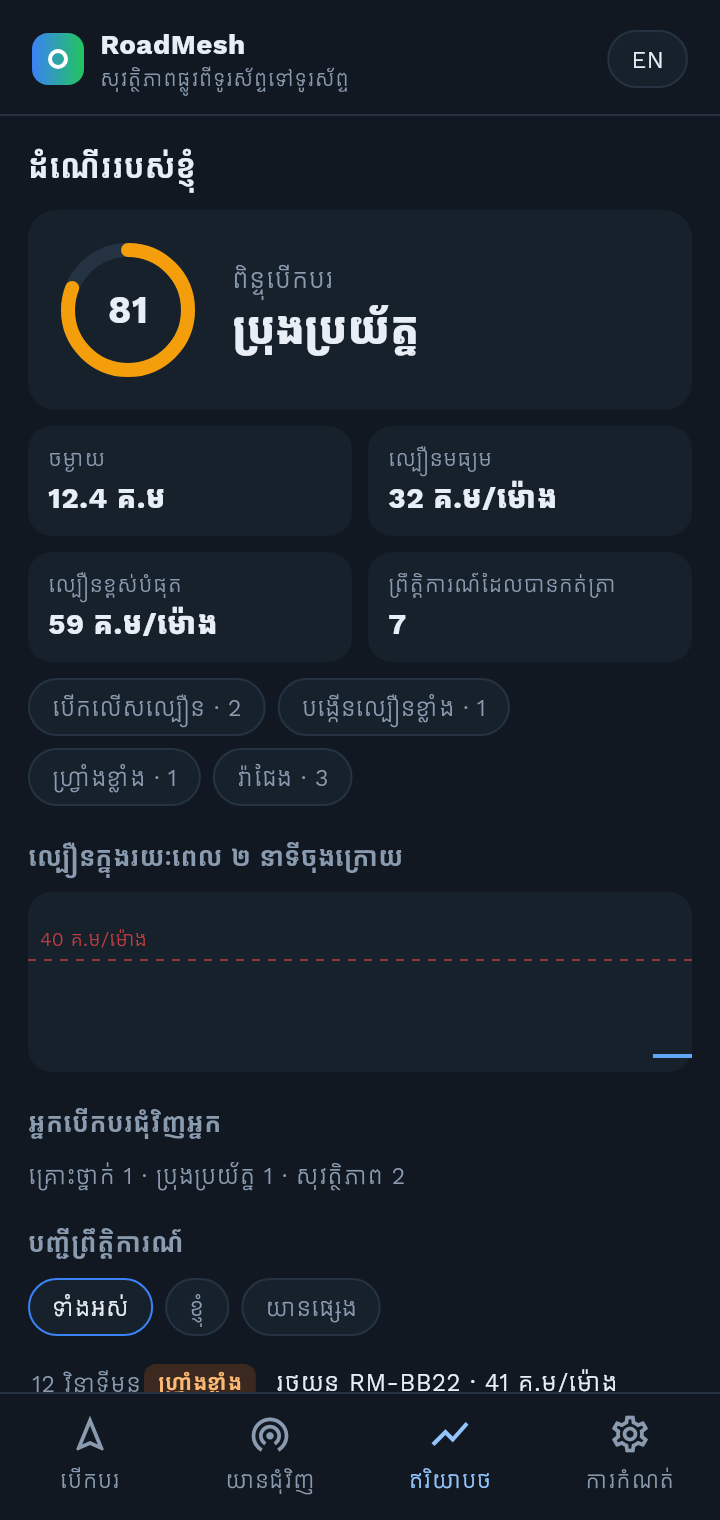 RoadMesh
សុវត្ថិភាពផ្លូវពីទូរស័ព្ទទៅទូរស័ព្ទ
EN
ដំណើររបស់ខ្ញុំ
81
ពិន្ទុបើកបរ
ប្រុងប្រយ័ត្ន
ចម្ងាយ
12.4 គ.ម
ល្បឿនមធ្យម
32 គ.ម/ម៉ោង
ល្បឿនខ្ពស់បំផុត
59 គ.ម/ម៉ោង
ព្រឹត្តិការណ៍ដែលបានកត់ត្រា
7
បើកលើសល្បឿន · 2
បង្កើនល្បឿនខ្លាំង · 1
ហ្វ្រាំងខ្លាំង · 1
វ៉ាជែង · 3
ល្បឿនក្នុងរយៈពេល ២ នាទីចុងក្រោយ
40 គ.ម/ម៉ោង
អ្នកបើកបរជុំវិញអ្នក
គ្រោះថ្នាក់ 1 · ប្រុងប្រយ័ត្ន 1 · សុវត្ថិភាព 2
បញ្ជីព្រឹត្តិការណ៍
ទាំងអស់
ខ្ញុំ
យានផ្សេង
12 វិនាទីមុន ហ្វ្រាំងខ្លាំង រថយន្ត RM-BB22 · 41 គ.ម/ម៉ោង
បើកបរ
យានជុំវិញ
ឥរិយាបថ
ការកំណត់